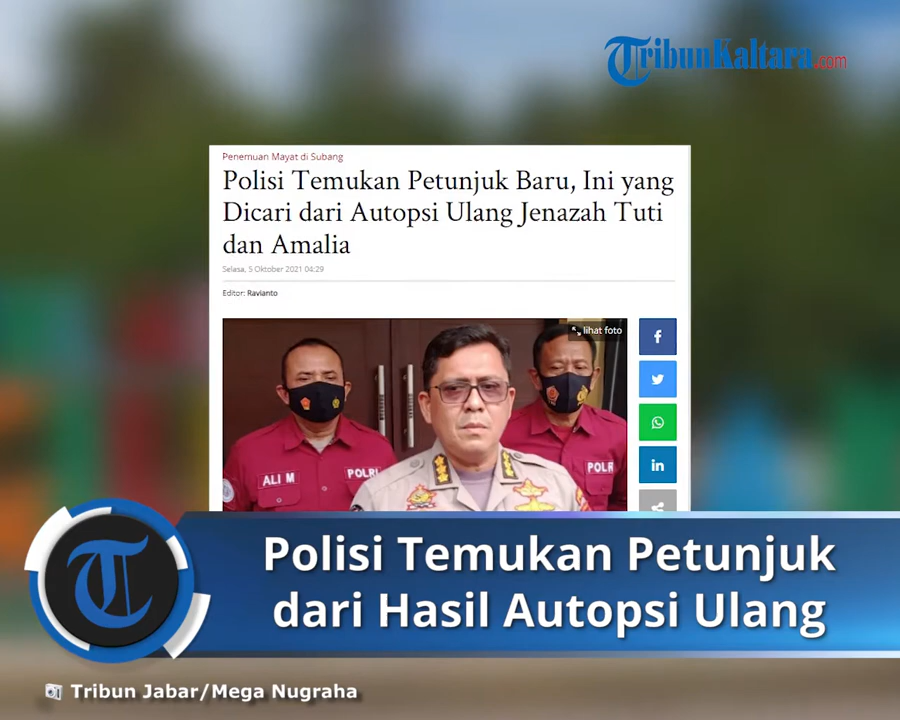 TribunKaltara.com
Penemuan Mayat di Subang
Polisi Temukan Petunjuk Baru, Ini yang
Dicari dari Autopsi Ulang Jenazah Tuti
dan Amalia
Selasa, 5 Oktober 2021 04:29
Editor: Ravianto
lihat foto
ALI M
POLRI
POLR
Polisi Temukan Petunjuk
dari Hasil Autopsi Ulang
Tribun Jabar/Mega Nugraha